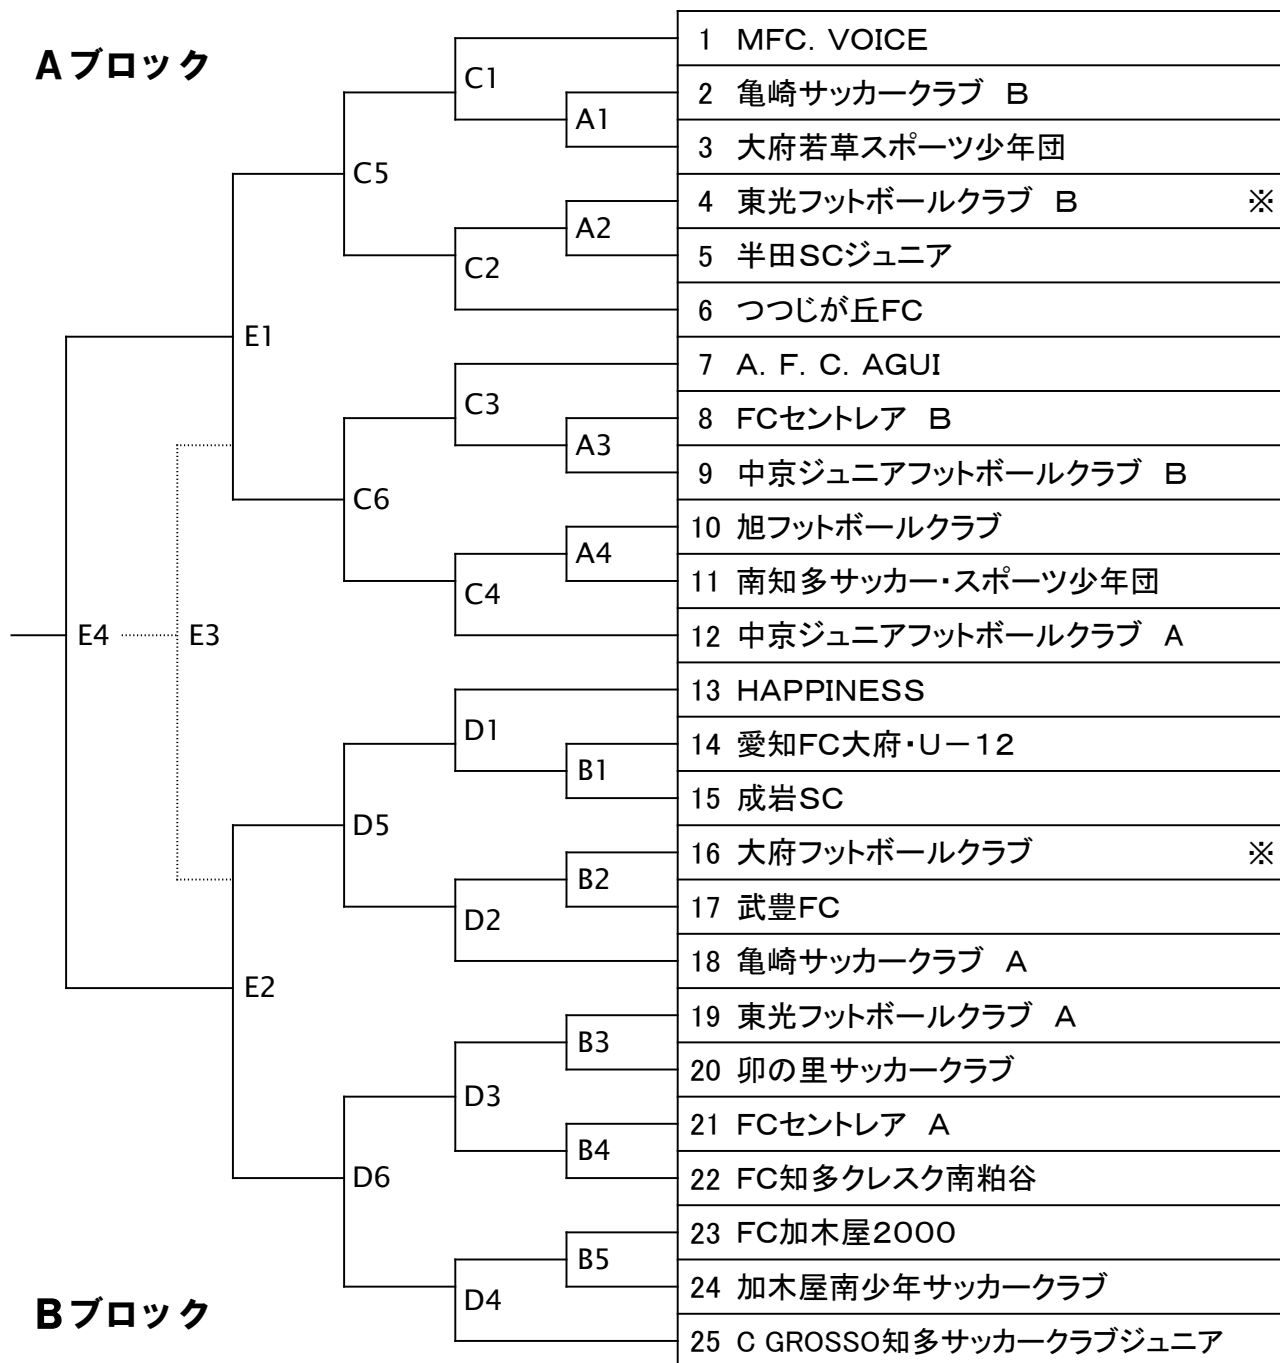 Aブロック
1 MFC. VOICE
2 亀崎サッカークラブ B
3 大府若草スポーツ少年団
4 東光フットボールクラブ B ※
5 半田SCジュニア
6 つつじが丘FC
7 A. F. C. AGUI
8 FCセントレア B
9 中京ジュニアフットボールクラブ B
10 旭フットボールクラブ
11 南知多サッカー・スポーツ少年団
12 中京ジュニアフットボールクラブ A
13 HAPPINESS
14 愛知FC大府・U－12
15 成岩SC
16 大府フットボールクラブ ※
17 武豊FC
18 亀崎サッカークラブ A
19 東光フットボールクラブ A
20 卯の里サッカークラブ
21 FCセントレア A
22 FC知多クレスク南粕谷
23 FC加木屋2000
24 加木屋南少年サッカークラブ
25 C GROSSO知多サッカークラブジュニア
C1
A1
C5
A2
C2
E1
C3
A3
C6
A4
C4
E4
E3
D1
B1
D5
B2
D2
E2
B3
D3
B4
D6
B5
D4
Bブロック